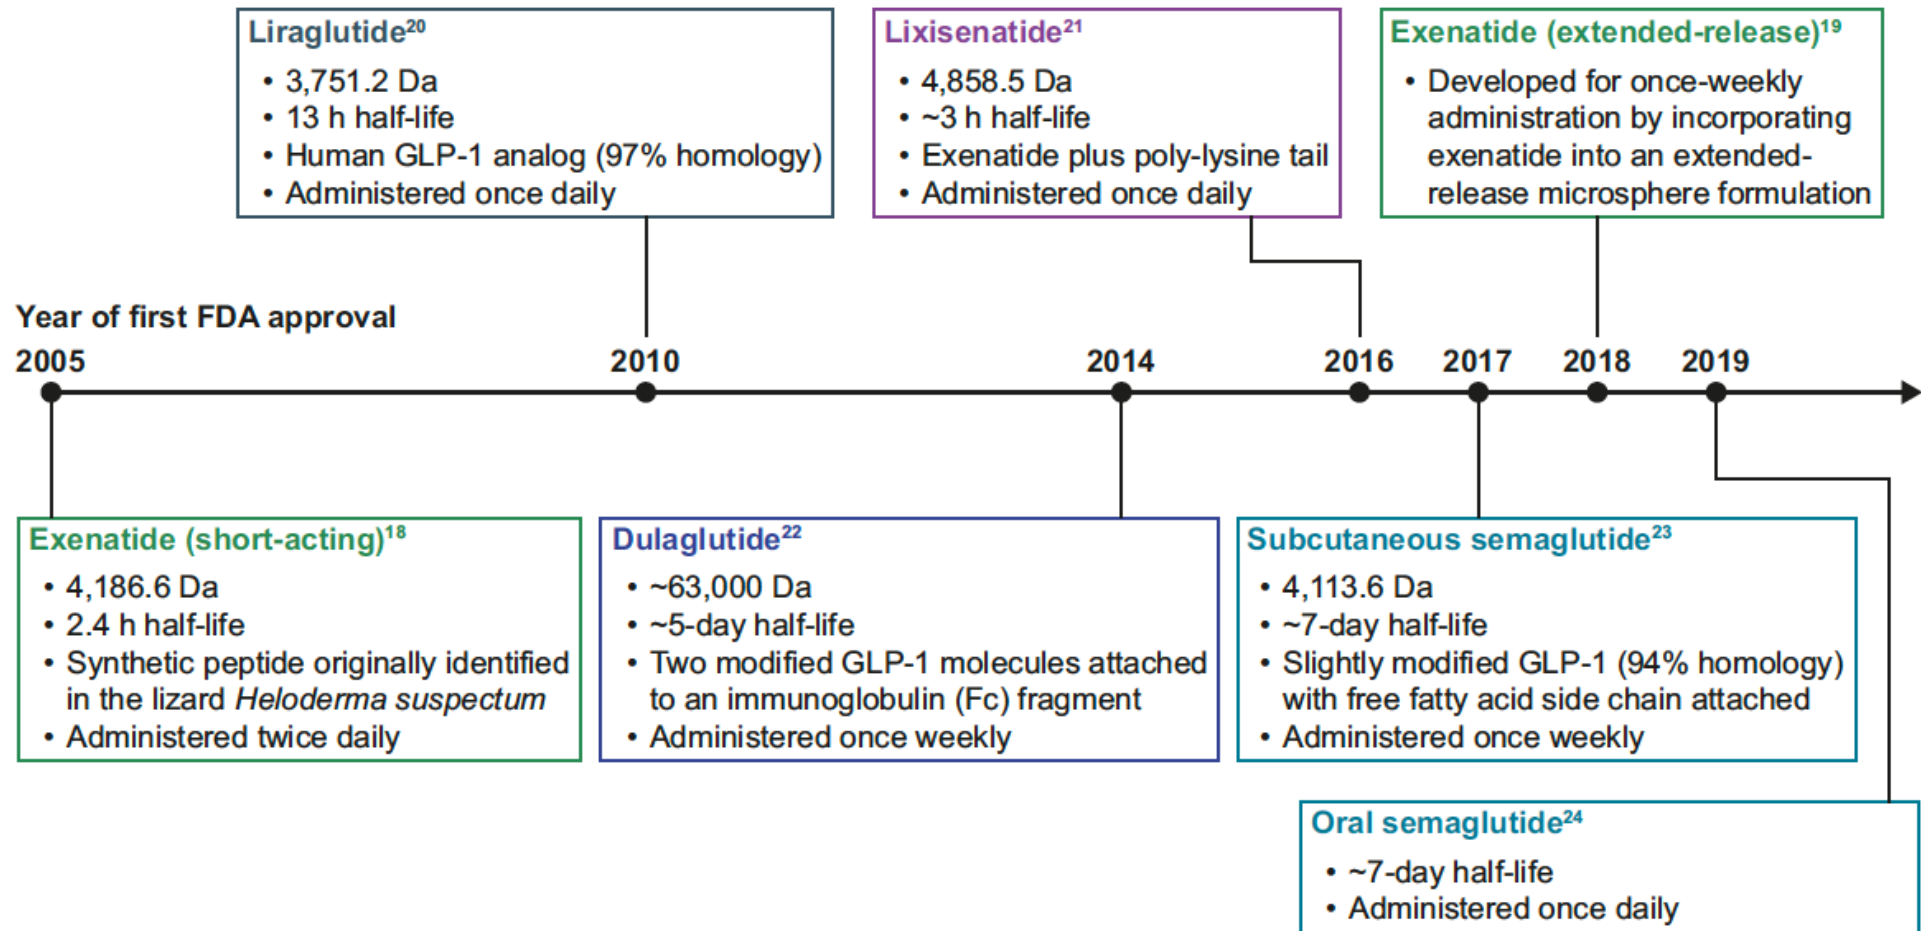 Liraglutide20
• 3,751.2 Da
• 13 h half-life
• Human GLP-1 analog (97% homology)
• Administered once daily
Lixisenatide21
• 4,858.5 Da
• ~3 h half-life
• Exenatide plus poly-lysine tail
• Administered once daily
Exenatide (extended-release)19
• Developed for once-weekly
administration by incorporating
exenatide into an extended-
release microsphere formulation
Year of first FDA approval
2005 2010 2014 2016 2017 2018 2019
Exenatide (short-acting)18
• 4,186.6 Da
• 2.4 h half-life
• Synthetic peptide originally identified
in the lizard Heloderma suspectum
• Administered twice daily
Dulaglutide22
• ~63,000 Da
• ~5-day half-life
• Two modified GLP-1 molecules attached
to an immunoglobulin (Fc) fragment
• Administered once weekly
Subcutaneous semaglutide23
• 4,113.6 Da
• ~7-day half-life
• Slightly modified GLP-1 (94% homology)
with free fatty acid side chain attached
• Administered once weekly
Oral semaglutide24
• ~7-day half-life
• Administered once daily